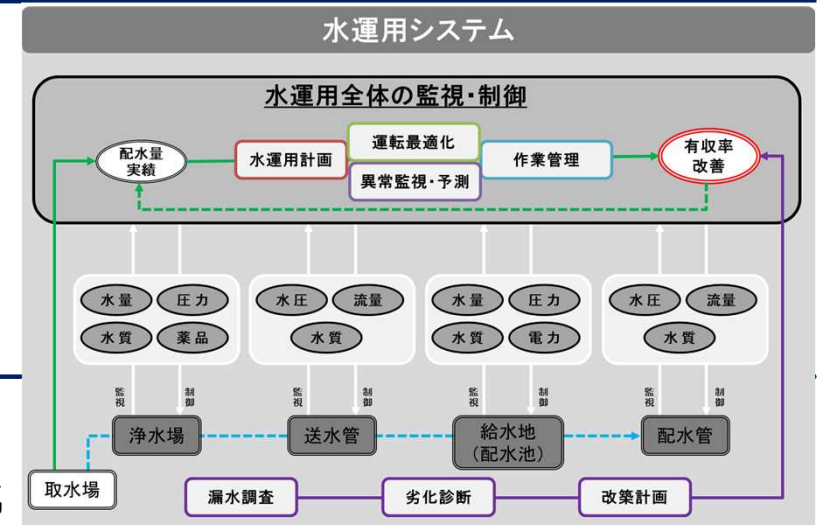 水運用システム
水運用全体の監視・制御
配水量
実績
水運用計画
運転最適化
異常監視・予測
作業管理
有収率
改善
水量
圧力
水質
薬品
水圧
流量
水質
水量
圧力
水質
電力
水圧
流量
水質
監視
制御
監視
制御
監視
制御
監視
制御
浄水場
送水管
給水地
(配水池)
配水管
取水場
漏水調査
劣化診断
改築計画